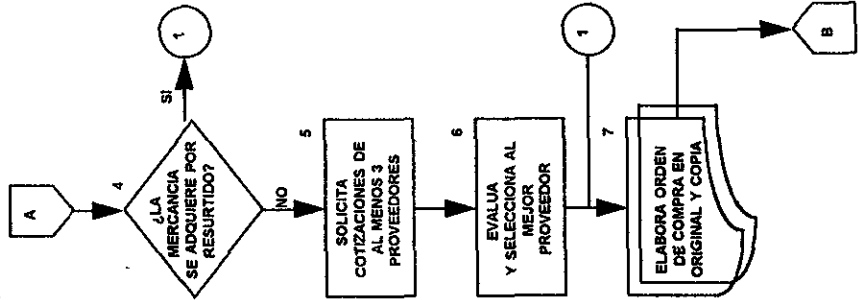 A
4
¿LA
MERCANCIA
SE ADQUIERE POR
RESURTIDO?
SI
1
NO
5
SOLICITA
COTIZACIONES DE
AL MENOS 3
PROVEEDORES
6
EVALUA
Y SELECCIONA AL
MEJOR
PROVEEDOR
1
7
ELABORA ORDEN
DE COMPRA EN
ORIGINAL Y COPIA
B